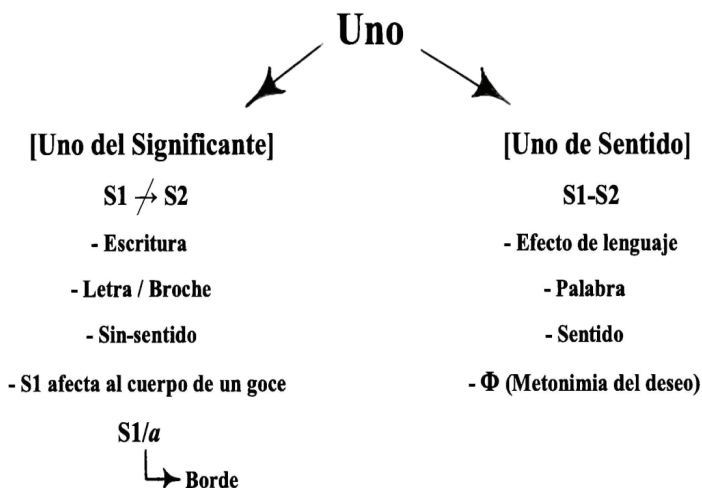 Uno
[Uno del Significante]
S1 ↛ S2
- Escritura
- Letra / Broche
- Sin-sentido
- S1 afecta al cuerpo de un goce
S1/a
Borde
[Uno de Sentido]
S1-S2
- Efecto de lenguaje
- Palabra
- Sentido
- Φ (Metonimia del deseo)